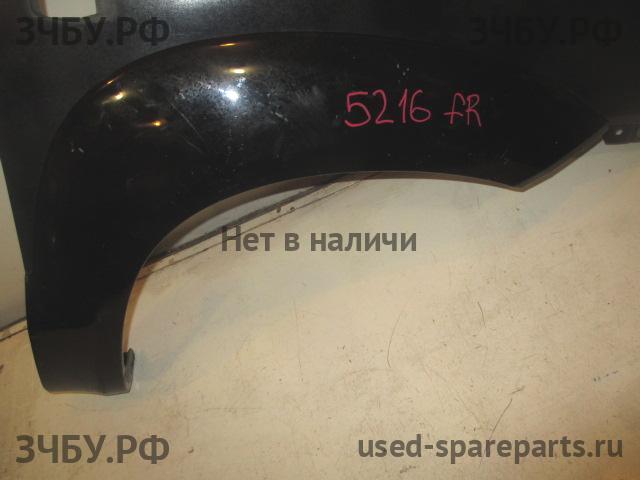 ЗЧБУ.РФ ЗЧБУ.РФ
5216 fR
Нет в наличи
ЗЧБУ.РФ used-spareparts.ru